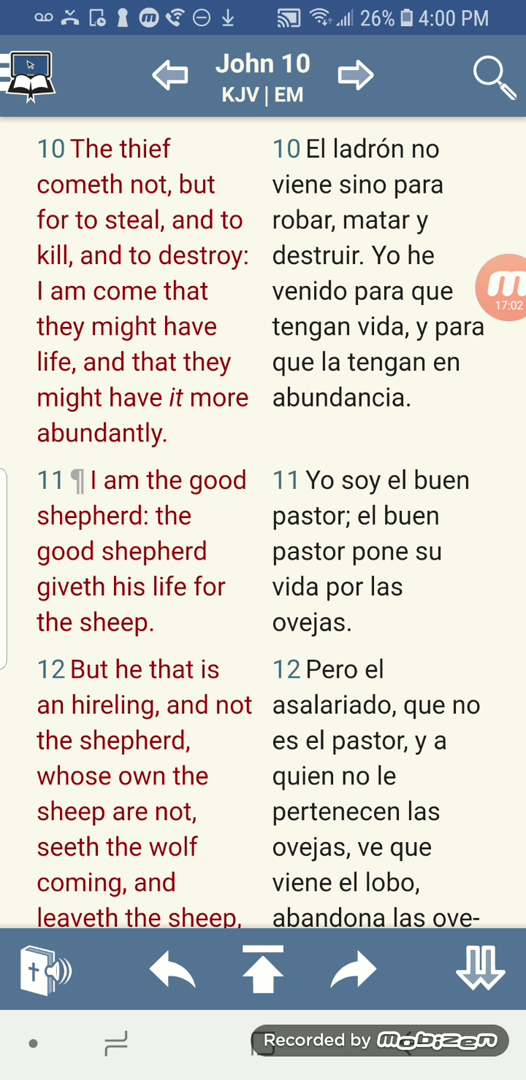 26% 4:00 PM
John 10
KJV | EM
10 The thief
cometh not, but
for to steal, and to
kill, and to destroy:
I am come that
they might have
life, and that they
might have it more
abundantly.
11 ¶ I am the good
shepherd: the
good shepherd
giveth his life for
the sheep.
12 But he that is
an hireling, and not
the shepherd,
whose own the
sheep are not,
seeth the wolf
coming, and
leaveth the sheep,
10 El ladrón no
viene sino para
robar, matar y
destruir. Yo he
venido para que
tengan vida, y para
que la tengan en
abundancia.
11 Yo soy el buen
pastor; el buen
pastor pone su
vida por las
ovejas.
12 Pero el
asalariado, que no
es el pastor, y a
quien no le
pertenecen las
ovejas, ve que
viene el lobo,
abandona las ove-
m
17:02
Recorded by mobizen